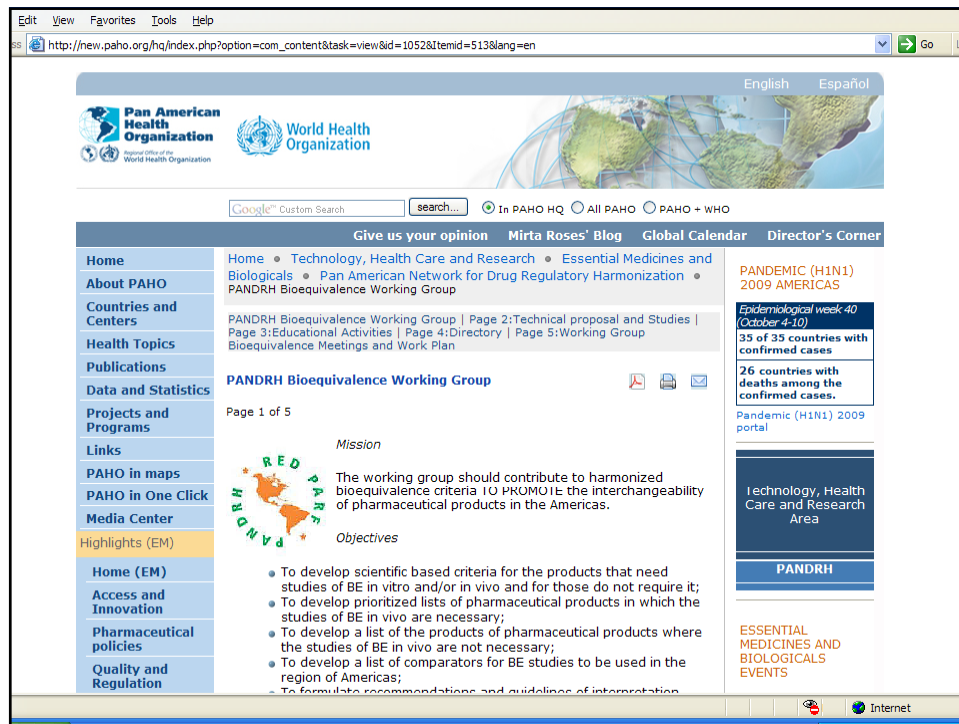 Edit View Favorites Tools Help
ss http://new.paho.org/hq/index.php?option=com_content&task=view&id=1052&Itemid=513&lang=en Go
English Español
Pan American
Health
Organization
Regional Office of the
World Health Organization
World Health
Organization
Google™ Custom Search search... In PAHO HQ All PAHO PAHO + WHO
Give us your opinion Mirta Roses' Blog Global Calendar Director's Corner
Home
About PAHO
Countries and
Centers
Health Topics
Publications
Data and Statistics
Projects and
Programs
Links
PAHO in maps
PAHO in One Click
Media Center
Highlights (EM)
Home (EM)
Access and
Innovation
Pharmaceutical
policies
Quality and
Regulation
Home • Technology, Health Care and Research • Essential Medicines and
Biologicals • Pan American Network for Drug Regulatory Harmonization •
PANDRH Bioequivalence Working Group
PANDRH Bioequivalence Working Group | Page 2:Technical proposal and Studies |
Page 3:Educational Activities | Page 4:Directory | Page 5:Working Group
Bioequivalence Meetings and Work Plan
PANDRH Bioequivalence Working Group
Page 1 of 5
RED PARF PANDRH
Mission
The working group should contribute to harmonized
bioequivalence criteria TO PROMOTE the interchangeability
of pharmaceutical products in the Americas.
Objectives
• To develop scientific based criteria for the products that need
studies of BE in vitro and/or in vivo and for those do not require it;
• To develop prioritized lists of pharmaceutical products in which the
studies of BE in vivo are necessary;
• To develop a list of the products of pharmaceutical products where
the studies of BE in vivo are not necessary;
• To develop a list of comparators for BE studies to be used in the
region of Americas;
• To formulate recommendations and guidelines of interpretation
PANDEMIC (H1N1)
2009 AMERICAS
Epidemiological week 40
(October 4-10)
35 of 35 countries with
confirmed cases
26 countries with
deaths among the
confirmed cases.
Pandemic (H1N1) 2009
portal
Technology, Health
Care and Research
Area
PANDRH
ESSENTIAL
MEDICINES AND
BIOLOGICALS
EVENTS
Internet